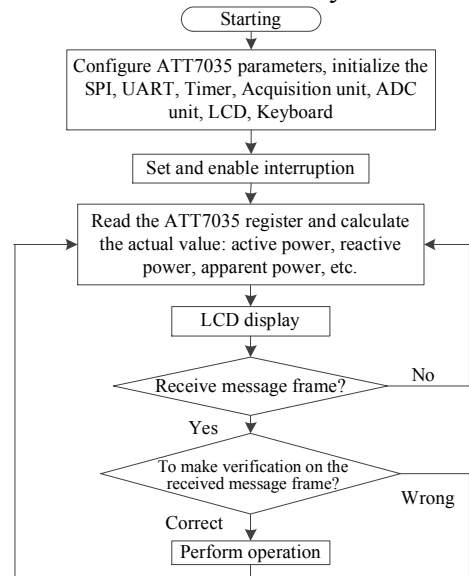 Starting
Configure ATT7035 parameters, initialize the
SPI, UART, Timer, Acquisition unit, ADC
unit, LCD, Keyboard
Set and enable interruption
Read the ATT7035 register and calculate
the actual value: active power, reactive
power, apparent power, etc.
LCD display
Receive message frame?
No
Yes
To make verification on the
received message frame?
Wrong
Correct
Perform operation